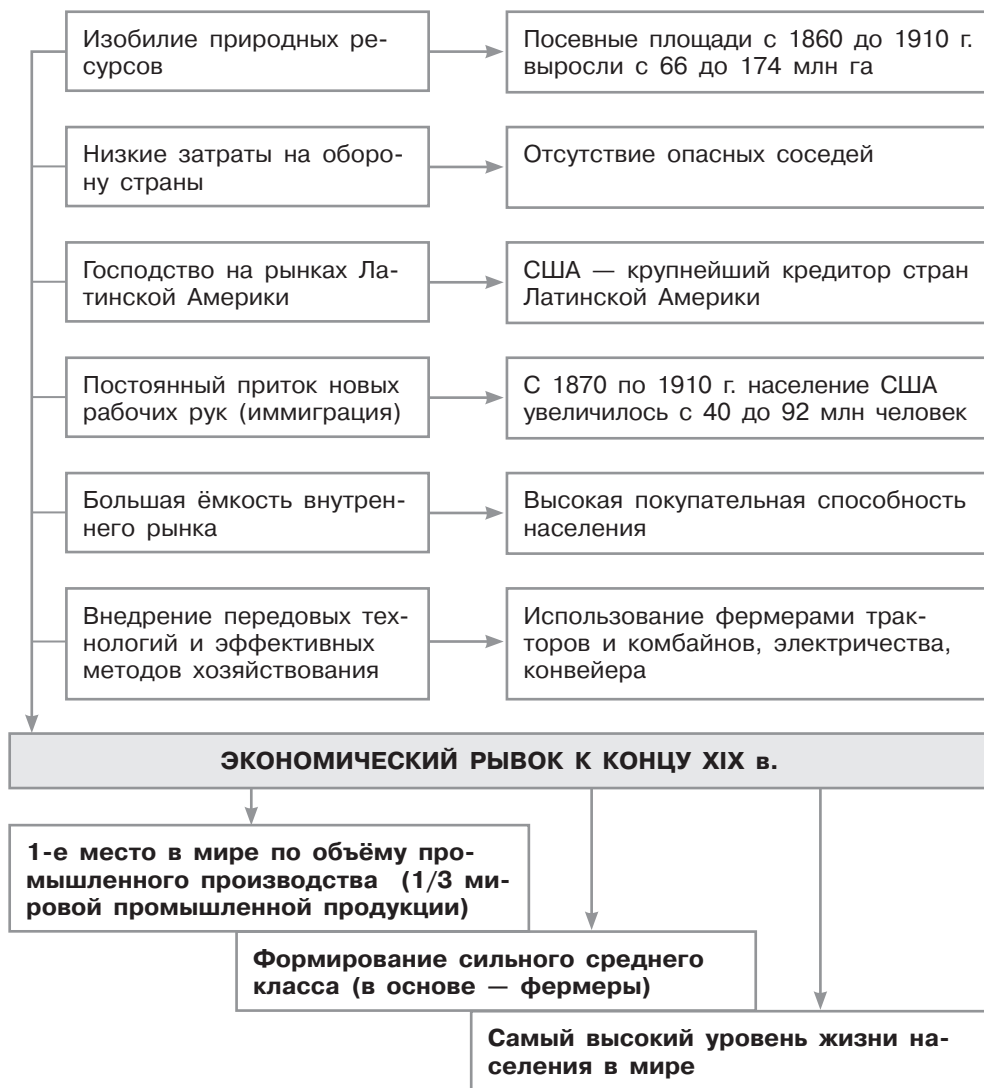 Изобилие природных ре-
сурсов
Посевные площади с 1860 до 1910 г.
выросли с 66 до 174 млн га
Низкие затраты на оборо-
ну страны
Отсутствие опасных соседей
Господство на рынках Ла-
тинской Америки
США — крупнейший кредитор стран
Латинской Америки
Постоянный приток новых
рабочих рук (иммиграция)
С 1870 по 1910 г. население США
увеличилось с 40 до 92 млн человек
Большая ёмкость внутрен-
него рынка
Высокая покупательная способность
населения
Внедрение передовых тех-
нологий и эффективных
методов хозяйствования
Использование фермерами трак-
торов и комбайнов, электричества,
конвейера
ЭКОНОМИЧЕСКИЙ РЫВОК К КОНЦУ XIX в.
1-е место в мире по объёму про-
мышленного производства (1/3 ми-
ровой промышленной продукции)
Формирование сильного среднего
класса (в основе — фермеры)
Самый высокий уровень жизни на-
селения в мире